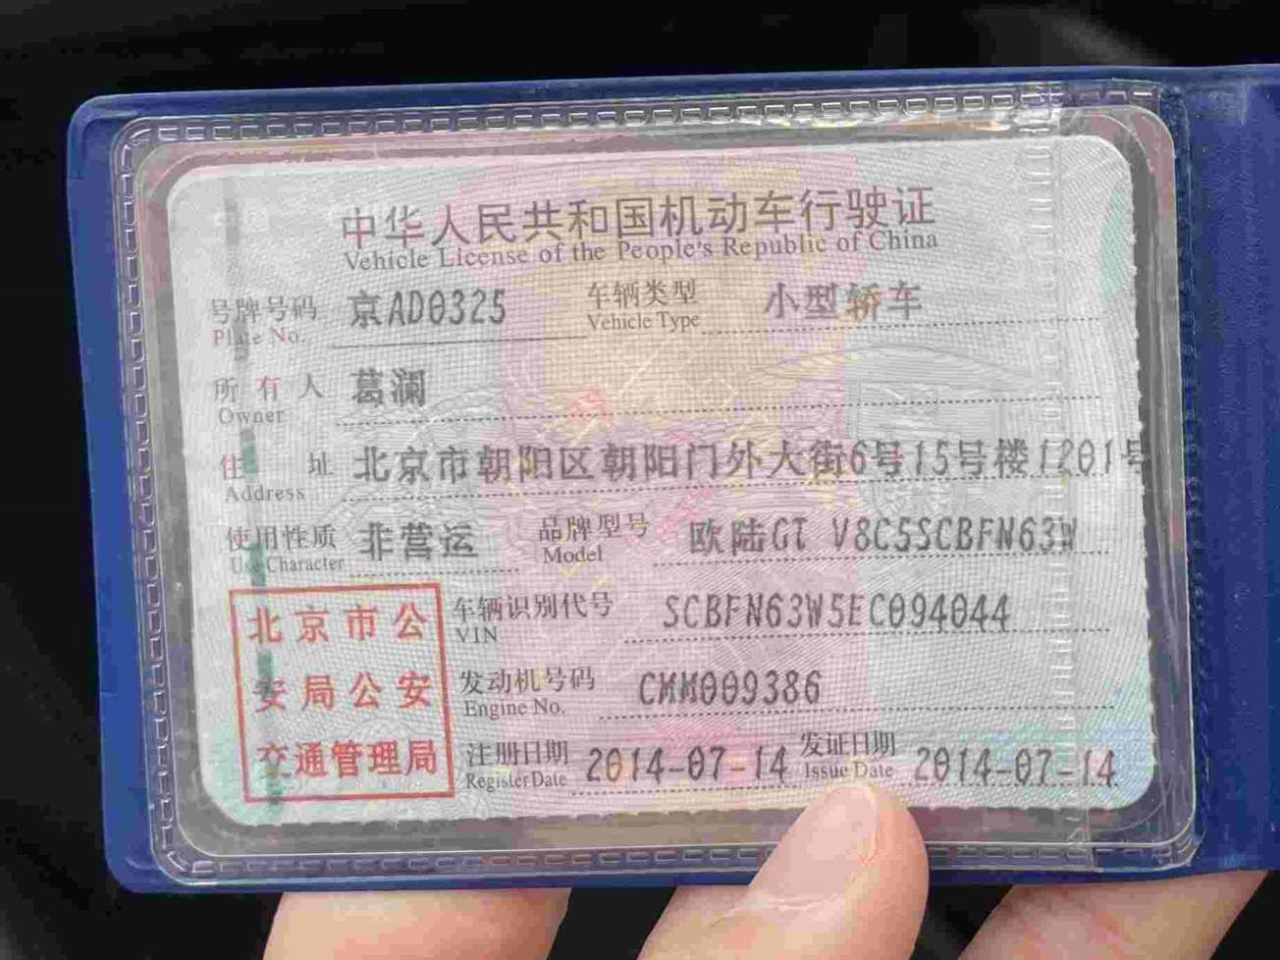 中华人民共和国机动车行驶证
Vehicle License of the People's Republic of China
号牌号码 京AD0325 车辆类型 小型轿车
Plate No. Vehicle Type
所有人 葛澜
Owner
住址 北京市朝阳区朝阳门外大街6号15号楼1201号
Address
使用性质 非营运 品牌型号 欧陆GT V8C5SCBFN63W
Use Character Model
北京市公
安局公安
交通管理局
车辆识别代号 SCBFN63W5EC094044
VIN
发动机号码 CMM009386
Engine No.
注册日期 2014-07-14 发证日期 2014-07-14
Register Date Issue Date